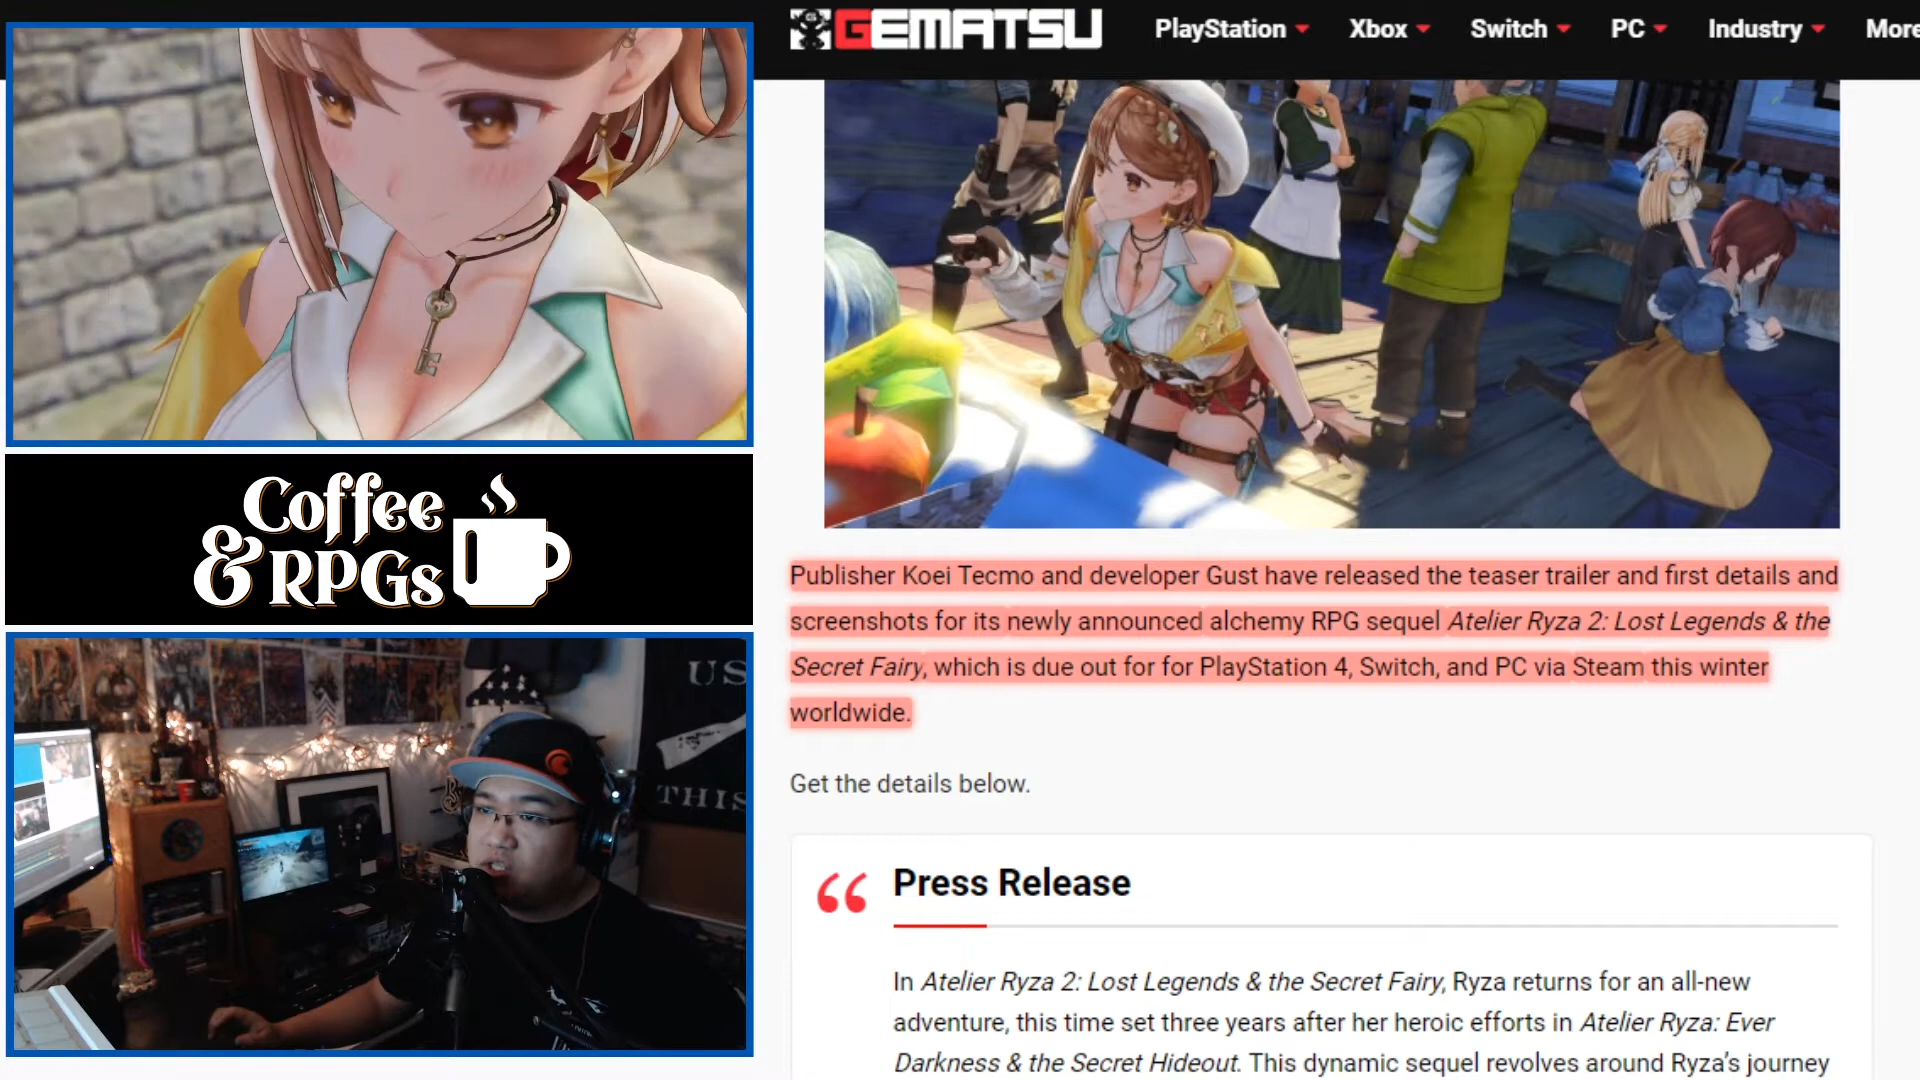 GEMATSU
PlayStation Xbox Switch PC Industry More
Coffee
& RPGs
US
THIS
Publisher Koei Tecmo and developer Gust have released the teaser trailer and first details and
screenshots for its newly announced alchemy RPG sequel Atelier Ryza 2: Lost Legends & the
Secret Fairy, which is due out for for PlayStation 4, Switch, and PC via Steam this winter
worldwide.
Get the details below.
“ Press Release
In Atelier Ryza 2: Lost Legends & the Secret Fairy, Ryza returns for an all-new
adventure, this time set three years after her heroic efforts in Atelier Ryza: Ever
Darkness & the Secret Hideout. This dynamic sequel revolves around Ryza’s journey